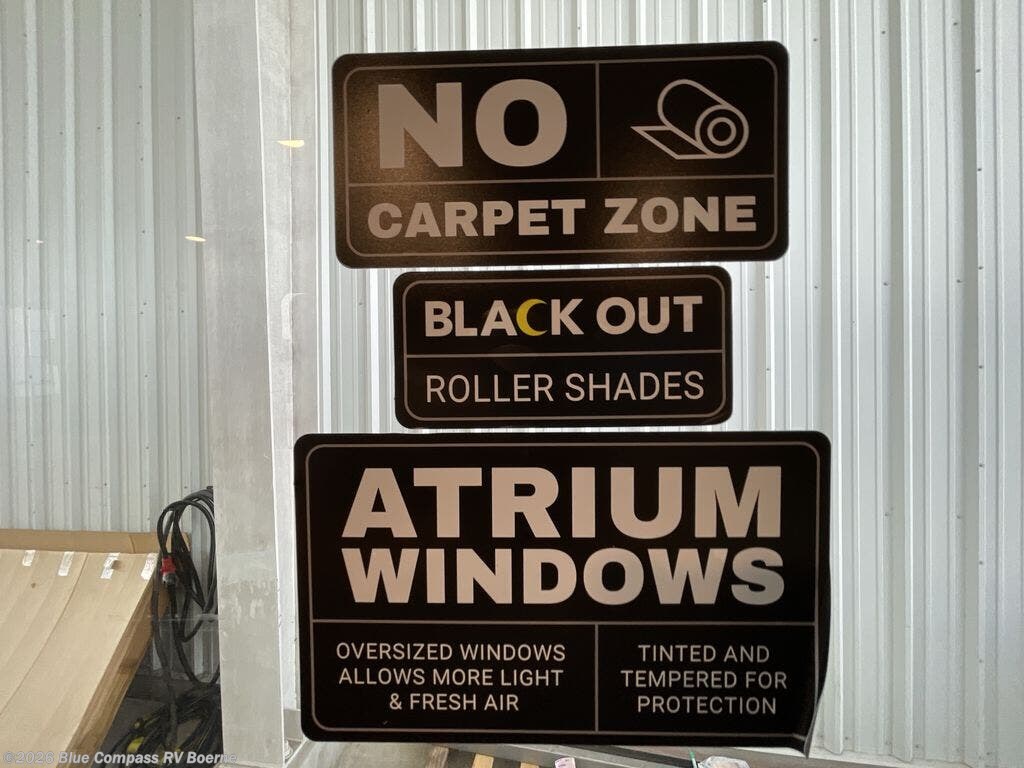 NO
CARPET ZONE
BLACK OUT
ROLLER SHADES
ATRIUM
WINDOWS
OVERSIZED WINDOWS
ALLOWS MORE LIGHT
& FRESH AIR
TINTED AND
TEMPERED FOR
PROTECTION
©2026 Blue Compass RV Boerne